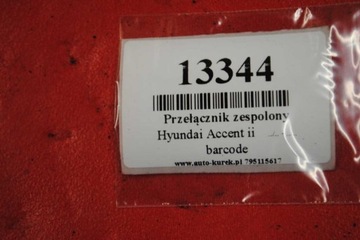 13344
Przełącznik zespolony
Hyundai Accent ii
barcode
www.auto-kurek.pl 795115617